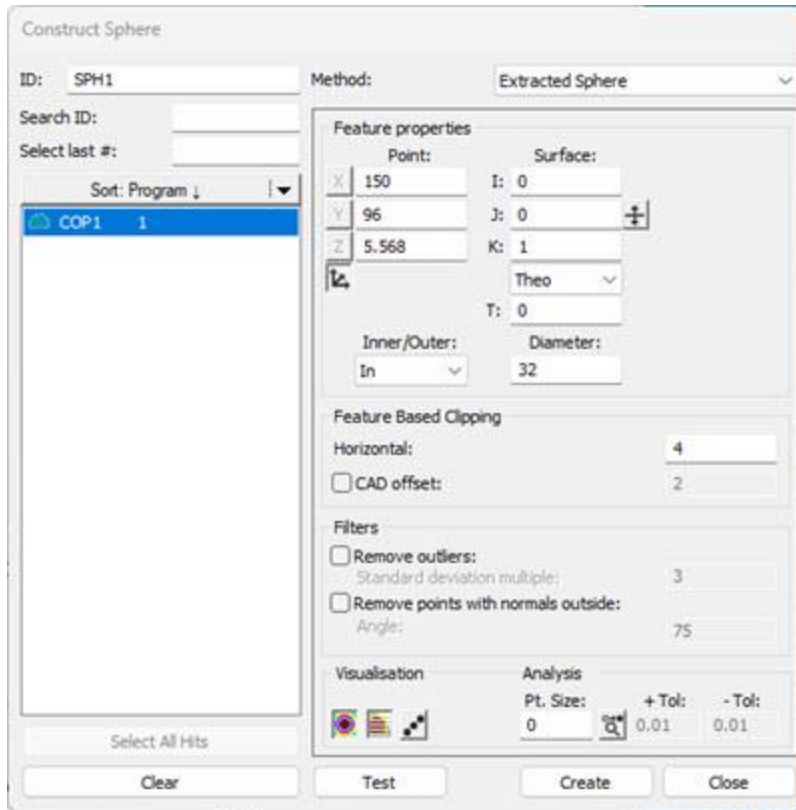 Construct Sphere
ID: SPH1
Method: Extracted Sphere
Search ID:
Select last #:
Sort: Program ↓
COP1 1
Feature properties
Point: Surface:
X 150 I: 0
Y 96 J: 0
Z 5.568 K: 1
Theo
T: 0
Inner/Outer: Diameter:
In 32
Feature Based Clipping
Horizontal: 4
CAD offset: 2
Filters
Remove outliers:
Standard deviation multiple: 3
Remove points with normals outside:
Angle: 75
Visualisation Analysis
Pt. Size: + Tol: - Tol:
0 0.01 0.01
Select All Hits
Clear Test Create Close